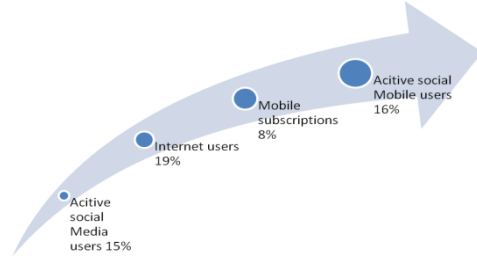 Acitive social
Media
users 15%
Internet users
19%
Mobile
subscriptions
8%
Acitive social
Mobile users
16%